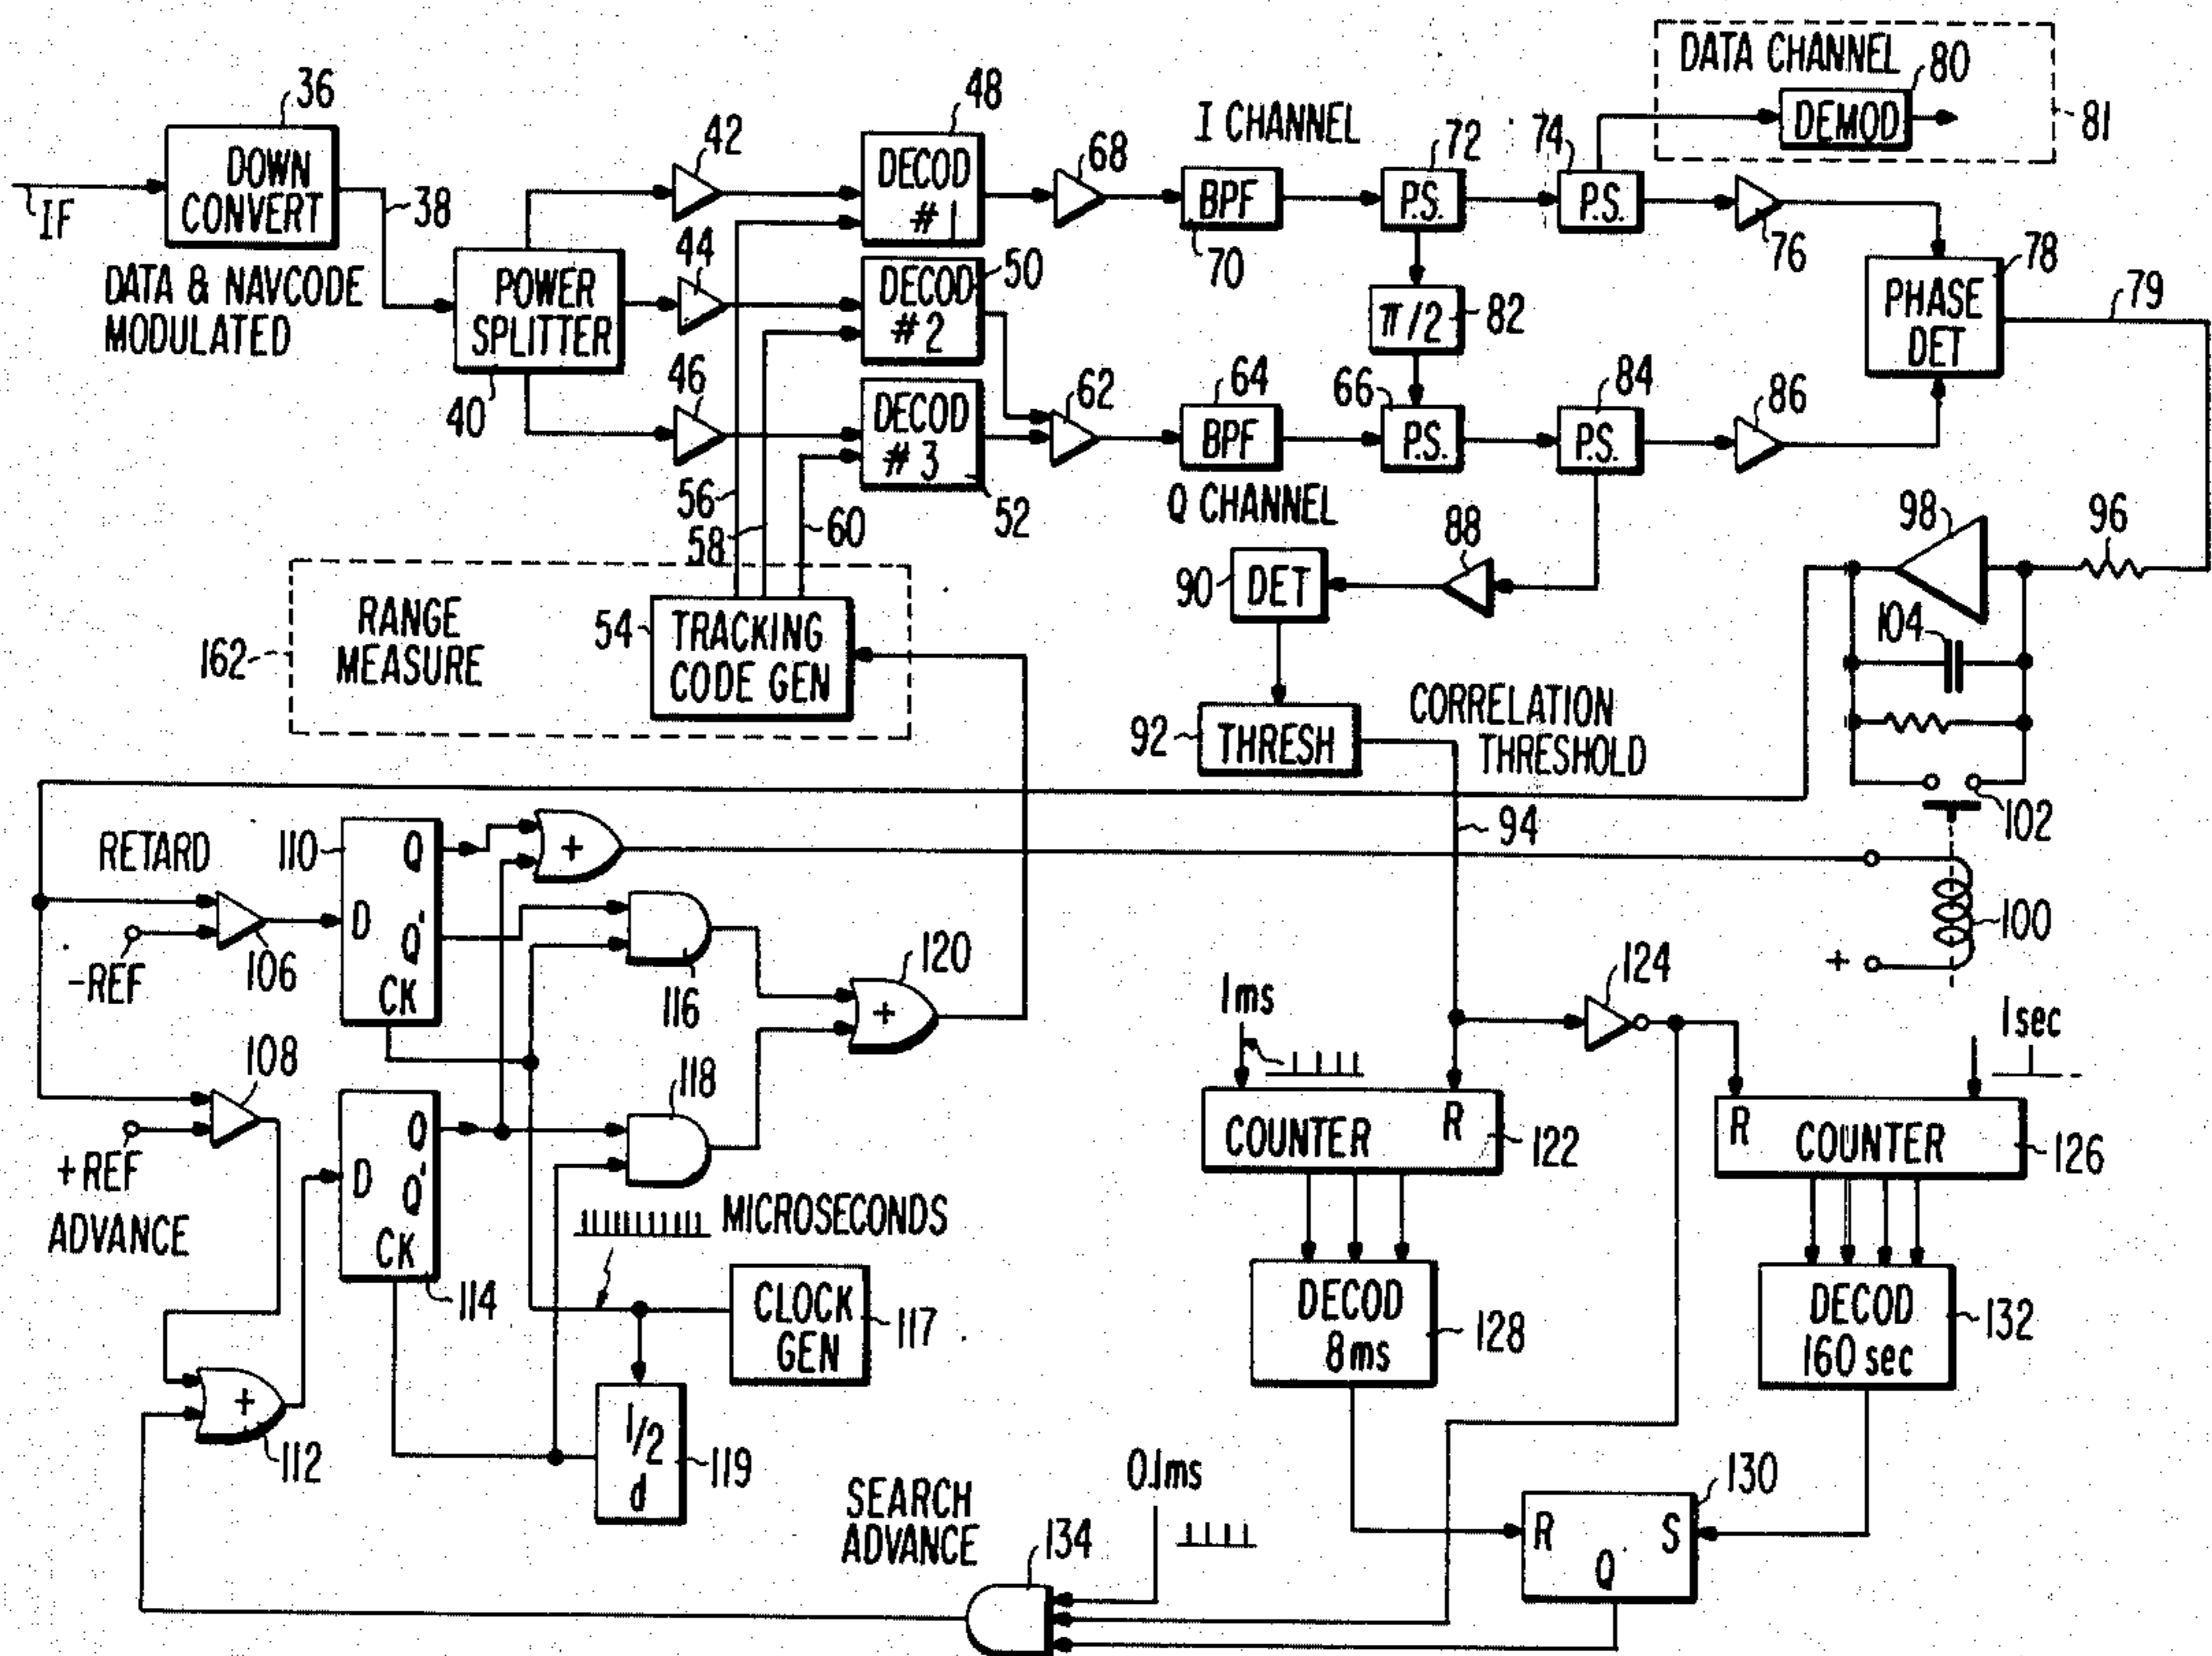 DATA CHANNEL
80
DEMOD
81
36
DOWN
CONVERT
IF
38
DATA & NAVCODE
MODULATED
POWER
SPLITTER
40
42
44
46
48
DECOD
#1
50
DECOD
#2
DECOD
#3
52
56
58
60
68
I CHANNEL
BPF
70
72
P.S.
74
P.S.
76
78
PHASE
DET
79
π/2
82
62
64
BPF
66
P.S.
84
P.S.
86
Q CHANNEL
88
90
DET
98
96
104
RANGE
MEASURE
162
54
TRACKING
CODE GEN
92
THRESH
CORRELATION
THRESHOLD
94
102
100
+
RETARD
110
Q
D
Q
CK
-REF
106
+
116
120
+
108
+REF
ADVANCE
Q
D
Q
CK
114
118
MICROSECONDS
CLOCK
GEN
117
1/2
d
119
+
112
1ms
124
1sec
COUNTER
R
122
R
COUNTER
126
DECOD
8ms
128
DECOD
160 sec
132
SEARCH
ADVANCE
0.1ms
134
130
R
S
Q